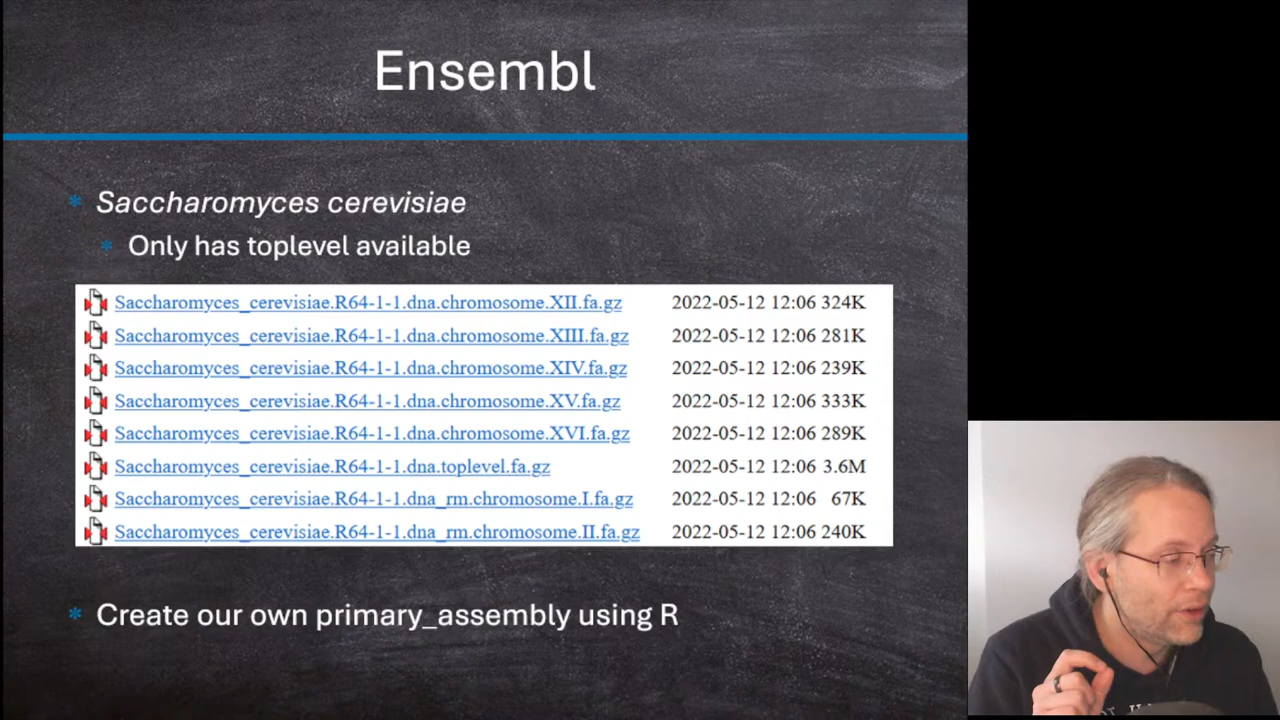 Ensembl
Saccharomyces cerevisiae
Only has toplevel available
Saccharomyces_cerevisiae.R64-1-1.dna.chromosome.XII.fa.gz 2022-05-12 12:06 324K
Saccharomyces_cerevisiae.R64-1-1.dna.chromosome.XIII.fa.gz 2022-05-12 12:06 281K
Saccharomyces_cerevisiae.R64-1-1.dna.chromosome.XIV.fa.gz 2022-05-12 12:06 239K
Saccharomyces_cerevisiae.R64-1-1.dna.chromosome.XV.fa.gz 2022-05-12 12:06 333K
Saccharomyces_cerevisiae.R64-1-1.dna.chromosome.XVI.fa.gz 2022-05-12 12:06 289K
Saccharomyces_cerevisiae.R64-1-1.dna.toplevel.fa.gz 2022-05-12 12:06 3.6M
Saccharomyces_cerevisiae.R64-1-1.dna_rm.chromosome.I.fa.gz 2022-05-12 12:06 67K
Saccharomyces_cerevisiae.R64-1-1.dna_rm.chromosome.II.fa.gz 2022-05-12 12:06 240K
Create our own primary_assembly using R